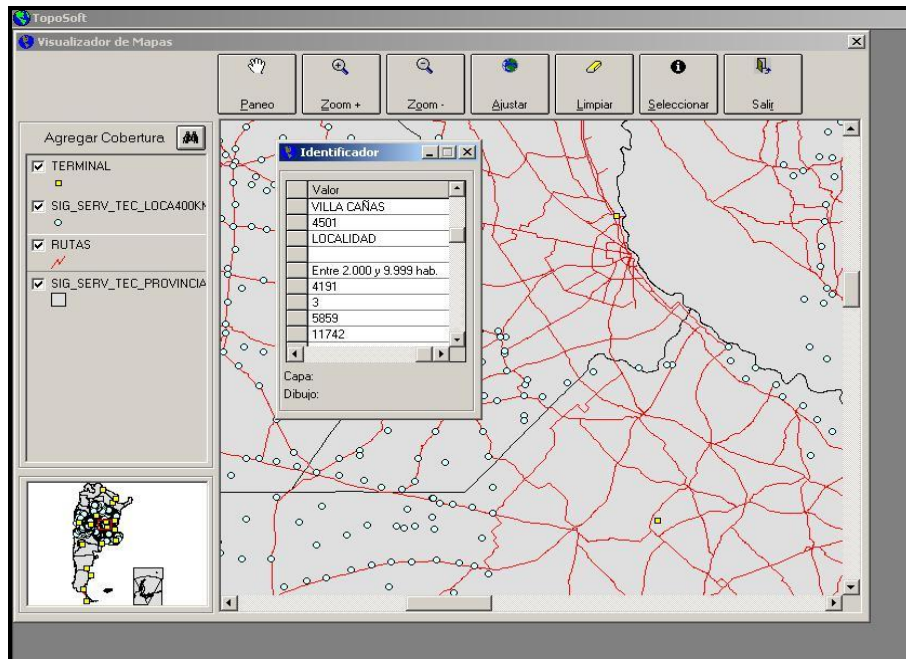 TopoSoft
Visualizador de Mapas
Paneo
Zoom +
Zoom -
Ajustar
Limpiar
Seleccionar
Salir
Agregar Cobertura
TERMINAL
SIG_SERV_TEC_LOCA400KM
RUTAS
SIG_SERV_TEC_PROVINCIA
Identificador
Valor
VILLA CAÑAS
4501
LOCALIDAD
Entre 2.000 y 9.999 hab.
4191
3
5859
11742
Capa:
Dibujo: